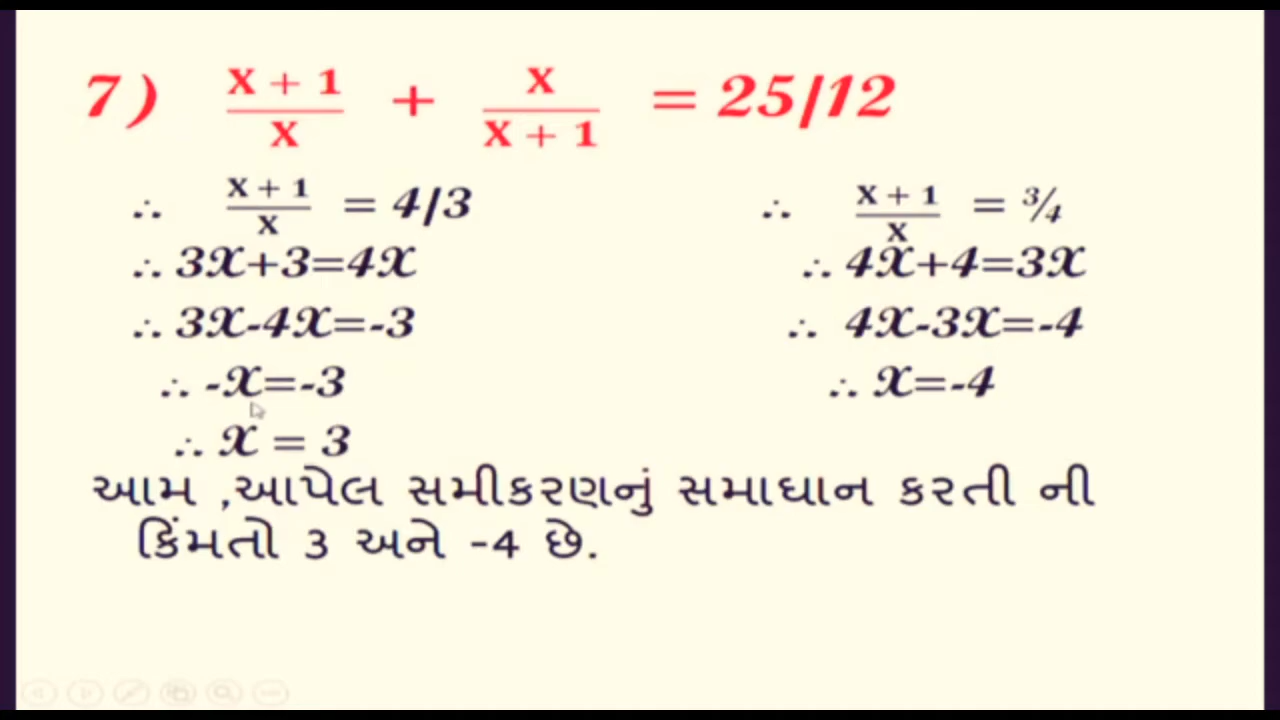 7 ) x + 1 / x + x / x + 1 = 25/12
∴ x + 1 / x = 4/3
∴ 3x+3=4x
∴ 3x-4x=-3
∴ -x=-3
∴ x = 3
∴ x + 1 / x = ¾
∴ 4x+4=3x
∴ 4x-3x=-4
∴ x=-4
આમ ,આપેલ સમીકરણનું સમાઘાન કરતી ની
કિંમતો 3 અને -4 છે.